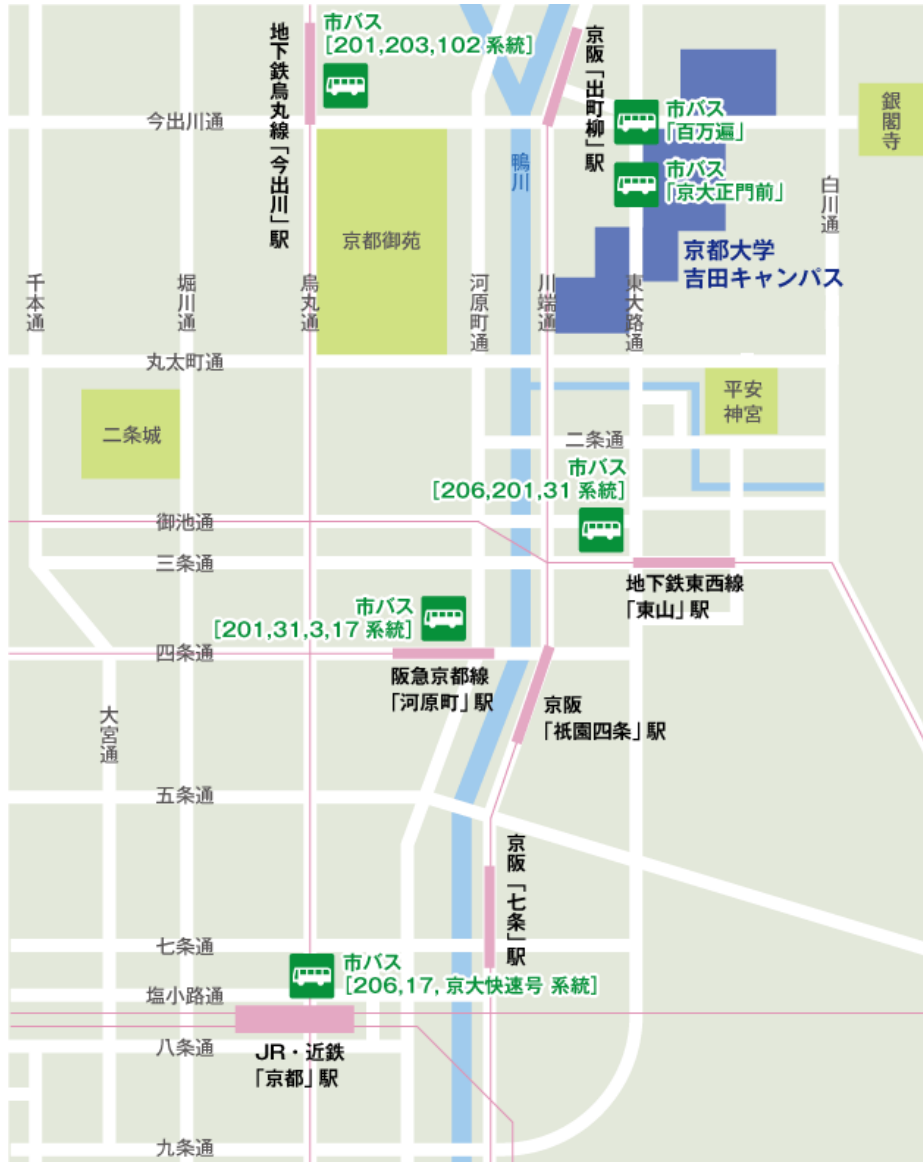 市バス
[201,203,102 系統]
地下鉄烏丸線「今出川」駅
京阪「出町柳」駅
今出川通
市バス
「百万遍」
銀閣寺
鴨川
市バス
「京大正門前」
白川通
京都御苑
京都大学
吉田キャンパス
千本通
堀川通
烏丸通
河原町通
川端通
東大路通
丸太町通
平安
神宮
二条城
二条通
市バス
[206,201,31 系統]
御池通
三条通
地下鉄東西線
「東山」駅
市バス
[201,31,3,17 系統]
四条通
阪急京都線
「河原町」駅
京阪
「祇園四条」駅
大宮通
五条通
京阪「七条」駅
七条通
市バス
[206,17, 京大快速号 系統]
塩小路通
八条通
JR・近鉄
「京都」駅
九条通